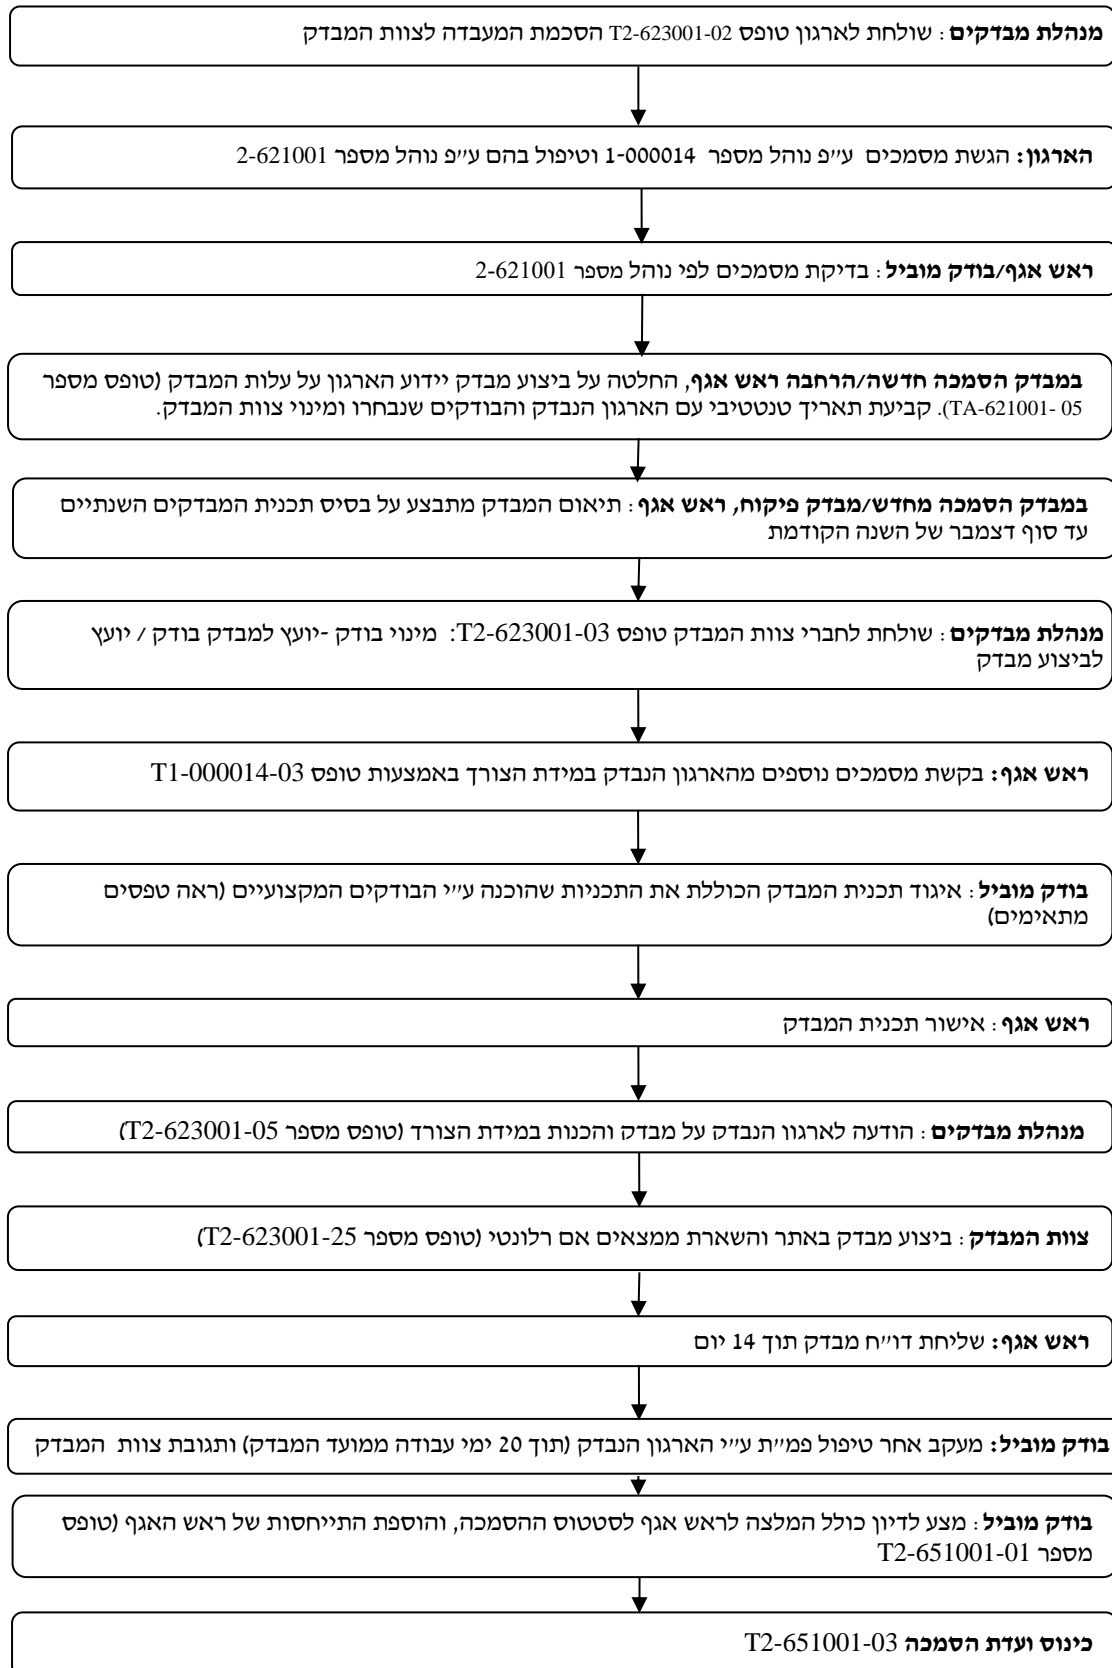 מנהלת מבדקים: שולחת לארגון טופס T2-623001-02 הסכמת המעבדה לצוות המבדק
הארגון: הגשת מסמכים ע״פ נוהל מספר 1-000014 וטיפול בהם ע״פ נוהל מספר 2-621001
ראש אגף/בודק מוביל: בדיקת מסמכים לפי נוהל מספר 2-621001
במבדק הסמכה חדשה/הרחבה ראש אגף, החלטה על ביצוע מבדק יידוע הארגון על עלות המבדק (טופס מספר
TA-621001- 05). קביעת תאריך טנטטיבי עם הארגון הנבדק והבודקים שנבחרו ומינוי צוות המבדק.
במבדק הסמכה מחדש/מבדק פיקוח, ראש אגף: תיאום המבדק מתבצע על בסיס תכנית המבדקים השנתיים
עד סוף דצמבר של השנה הקודמת
מנהלת מבדקים: שולחת לחברי צוות המבדק טופס T2-623001-03: מינוי בודק -יועץ למבדק בודק / יועץ
לביצוע מבדק
ראש אגף: בקשת מסמכים נוספים מהארגון הנבדק במידת הצורך באמצעות טופס T1-000014-03
בודק מוביל: איגוד תכנית המבדק הכוללת את התכניות שהוכנה ע״י הבודקים המקצועיים (ראה טפסים
מתאימים)
ראש אגף: אישור תכנית המבדק
מנהלת מבדקים: הודעה לארגון הנבדק על מבדק והכנות במידת הצורך (טופס מספר T2-623001-05)
צוות המבדק: ביצוע מבדק באתר והשארת ממצאים אם רלונטי (טופס מספר T2-623001-25)
ראש אגף: שליחת דו״ח מבדק תוך 14 יום
בודק מוביל: מעקב אחר טיפול פמ״ת ע״י הארגון הנבדק (תוך 20 ימי עבודה ממועד המבדק) ותגובת צוות המבדק
בודק מוביל: מצע לדיון כולל המלצה לראש אגף לסטטוס ההסמכה, והוספת התייחסות של ראש האגף (טופס
מספר T2-651001-01
כינוס ועדת הסמכה T2-651001-03